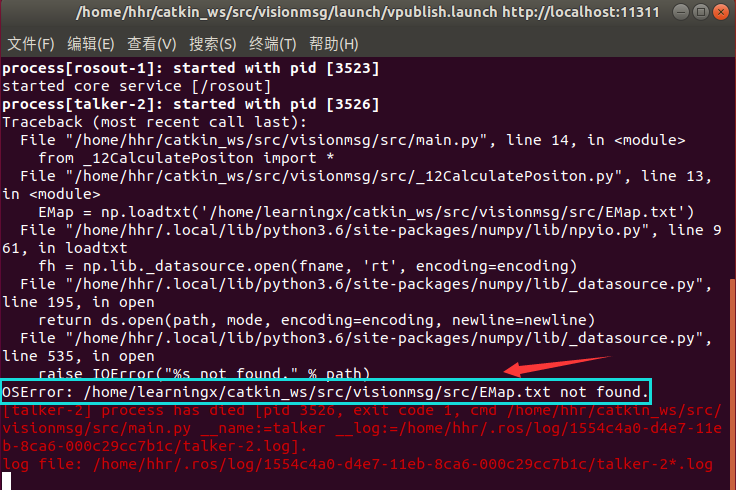 /home/hhr/catkin_ws/src/visionmsg/launch/vpublish.launch http://localhost:11311
文件(F) 编辑(E) 查看(V) 搜索(S) 终端(T) 帮助(H)
process[rosout-1]: started with pid [3523]
started core service [/rosout]
process[talker-2]: started with pid [3526]
Traceback (most recent call last):
  File "/home/hhr/catkin_ws/src/visionmsg/src/main.py", line 14, in <module>
    from _12CalculatePositon import *
  File "/home/hhr/catkin_ws/src/visionmsg/src/_12CalculatePositon.py", line 13,
in <module>
    EMap = np.loadtxt('/home/learningx/catkin_ws/src/visionmsg/src/EMap.txt')
  File "/home/hhr/.local/lib/python3.6/site-packages/numpy/lib/npyio.py", line 9
61, in loadtxt
    fh = np.lib._datasource.open(fname, 'rt', encoding=encoding)
  File "/home/hhr/.local/lib/python3.6/site-packages/numpy/lib/_datasource.py",
line 195, in open
    return ds.open(path, mode, encoding=encoding, newline=newline)
  File "/home/hhr/.local/lib/python3.6/site-packages/numpy/lib/_datasource.py",
line 535, in open
    raise IOError("%s not found." % path)
OSError: /home/learningx/catkin_ws/src/visionmsg/src/EMap.txt not found.
[talker-2] process has died [pid 3526, exit code 1, cmd /home/hhr/catkin_ws/src/
visionmsg/src/main.py __name:=talker __log:=/home/hhr/.ros/log/1554c4a0-d4e7-11e
b-8ca6-000c29cc7b1c/talker-2.log].
log file: /home/hhr/.ros/log/1554c4a0-d4e7-11eb-8ca6-000c29cc7b1c/talker-2*.log